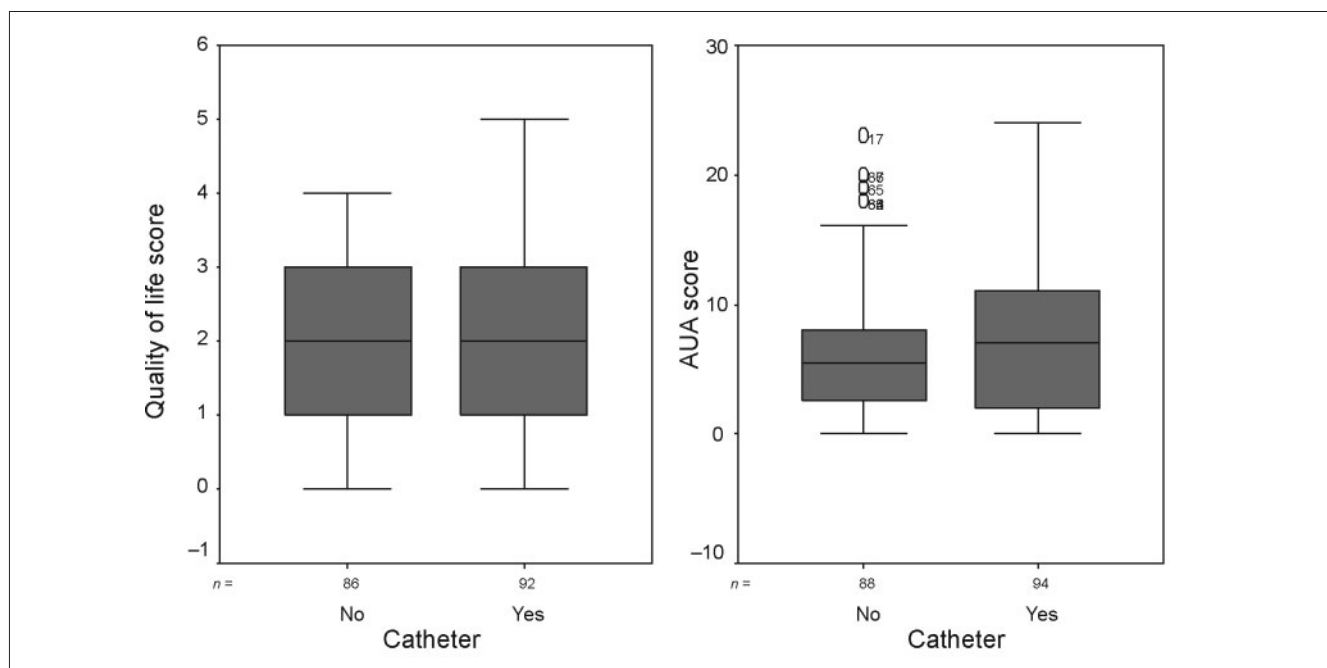 Quality of life score
6
5
4
3
2
1
0
–1
n = 86 92
No Yes
Catheter
AUA score
30
20
10
0
–10
17
65
n = 88 94
No Yes
Catheter